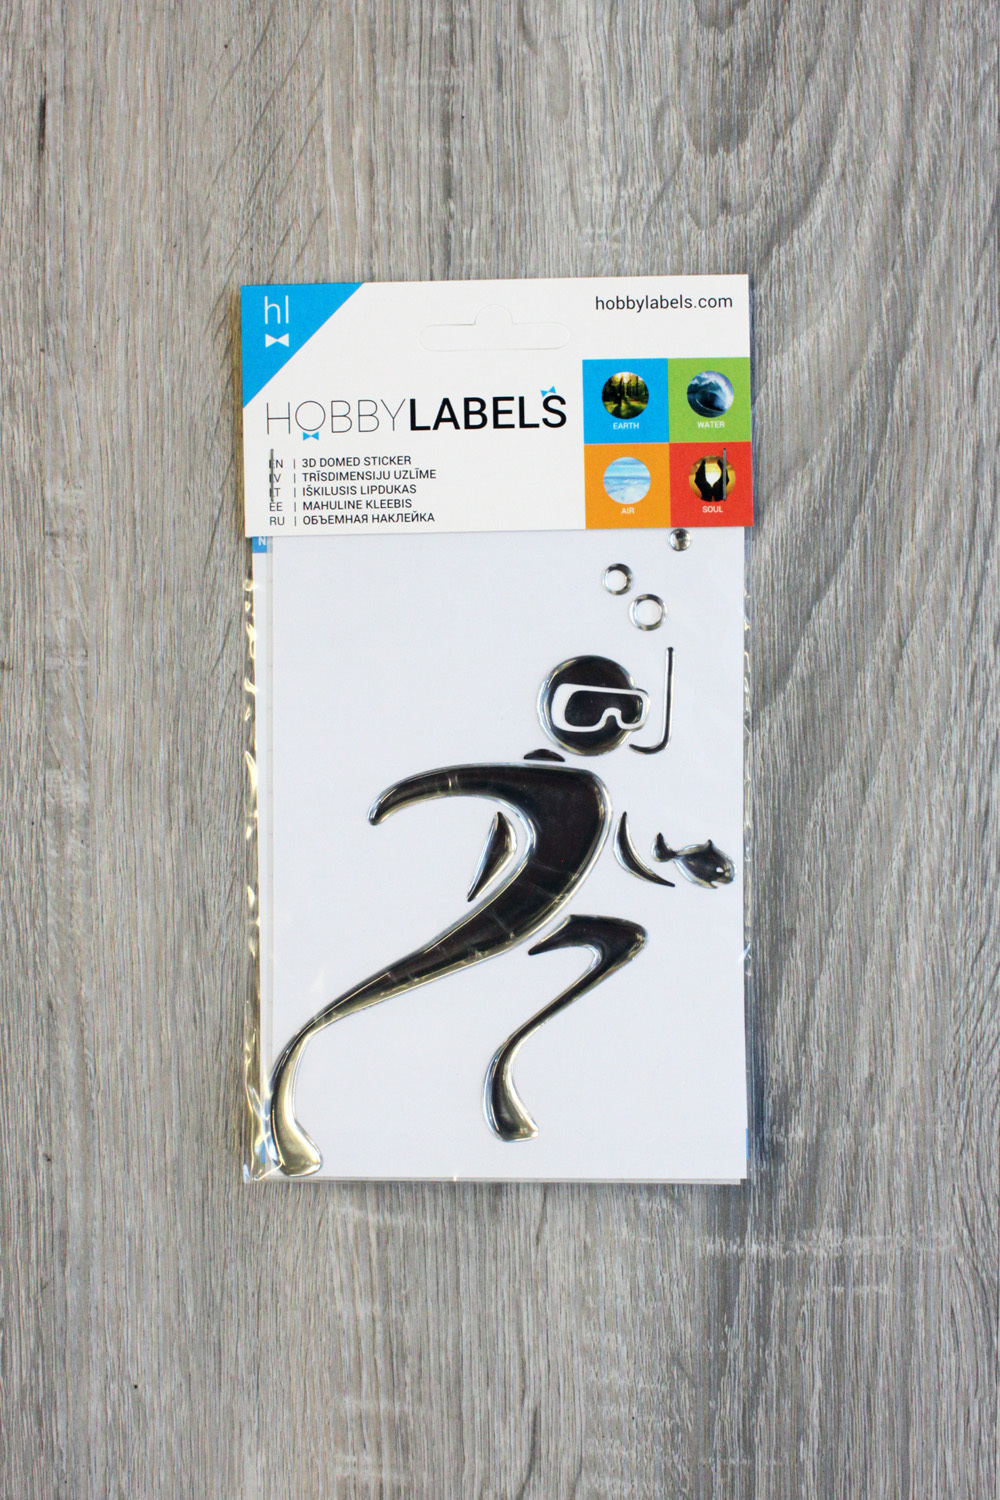 hl
hobbylabels.com
HOBBYLABELS
EARTH
WATER
AIR
SOUL
EN | 3D DOMED STICKER
LV | TRĪSDIMENSIJU UZLĪME
LT | IŠKILUSIS LIPDUKAS
EE | MAHULINE KLEEBIS
RU | ОБЪЕМНАЯ НАКЛЕЙКА
N